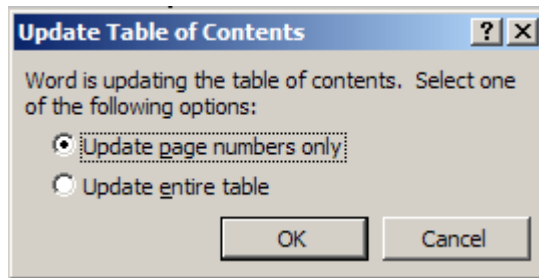 Update Table of Contents
Word is updating the table of contents. Select one
of the following options:
Update page numbers only
Update entire table
OK Cancel